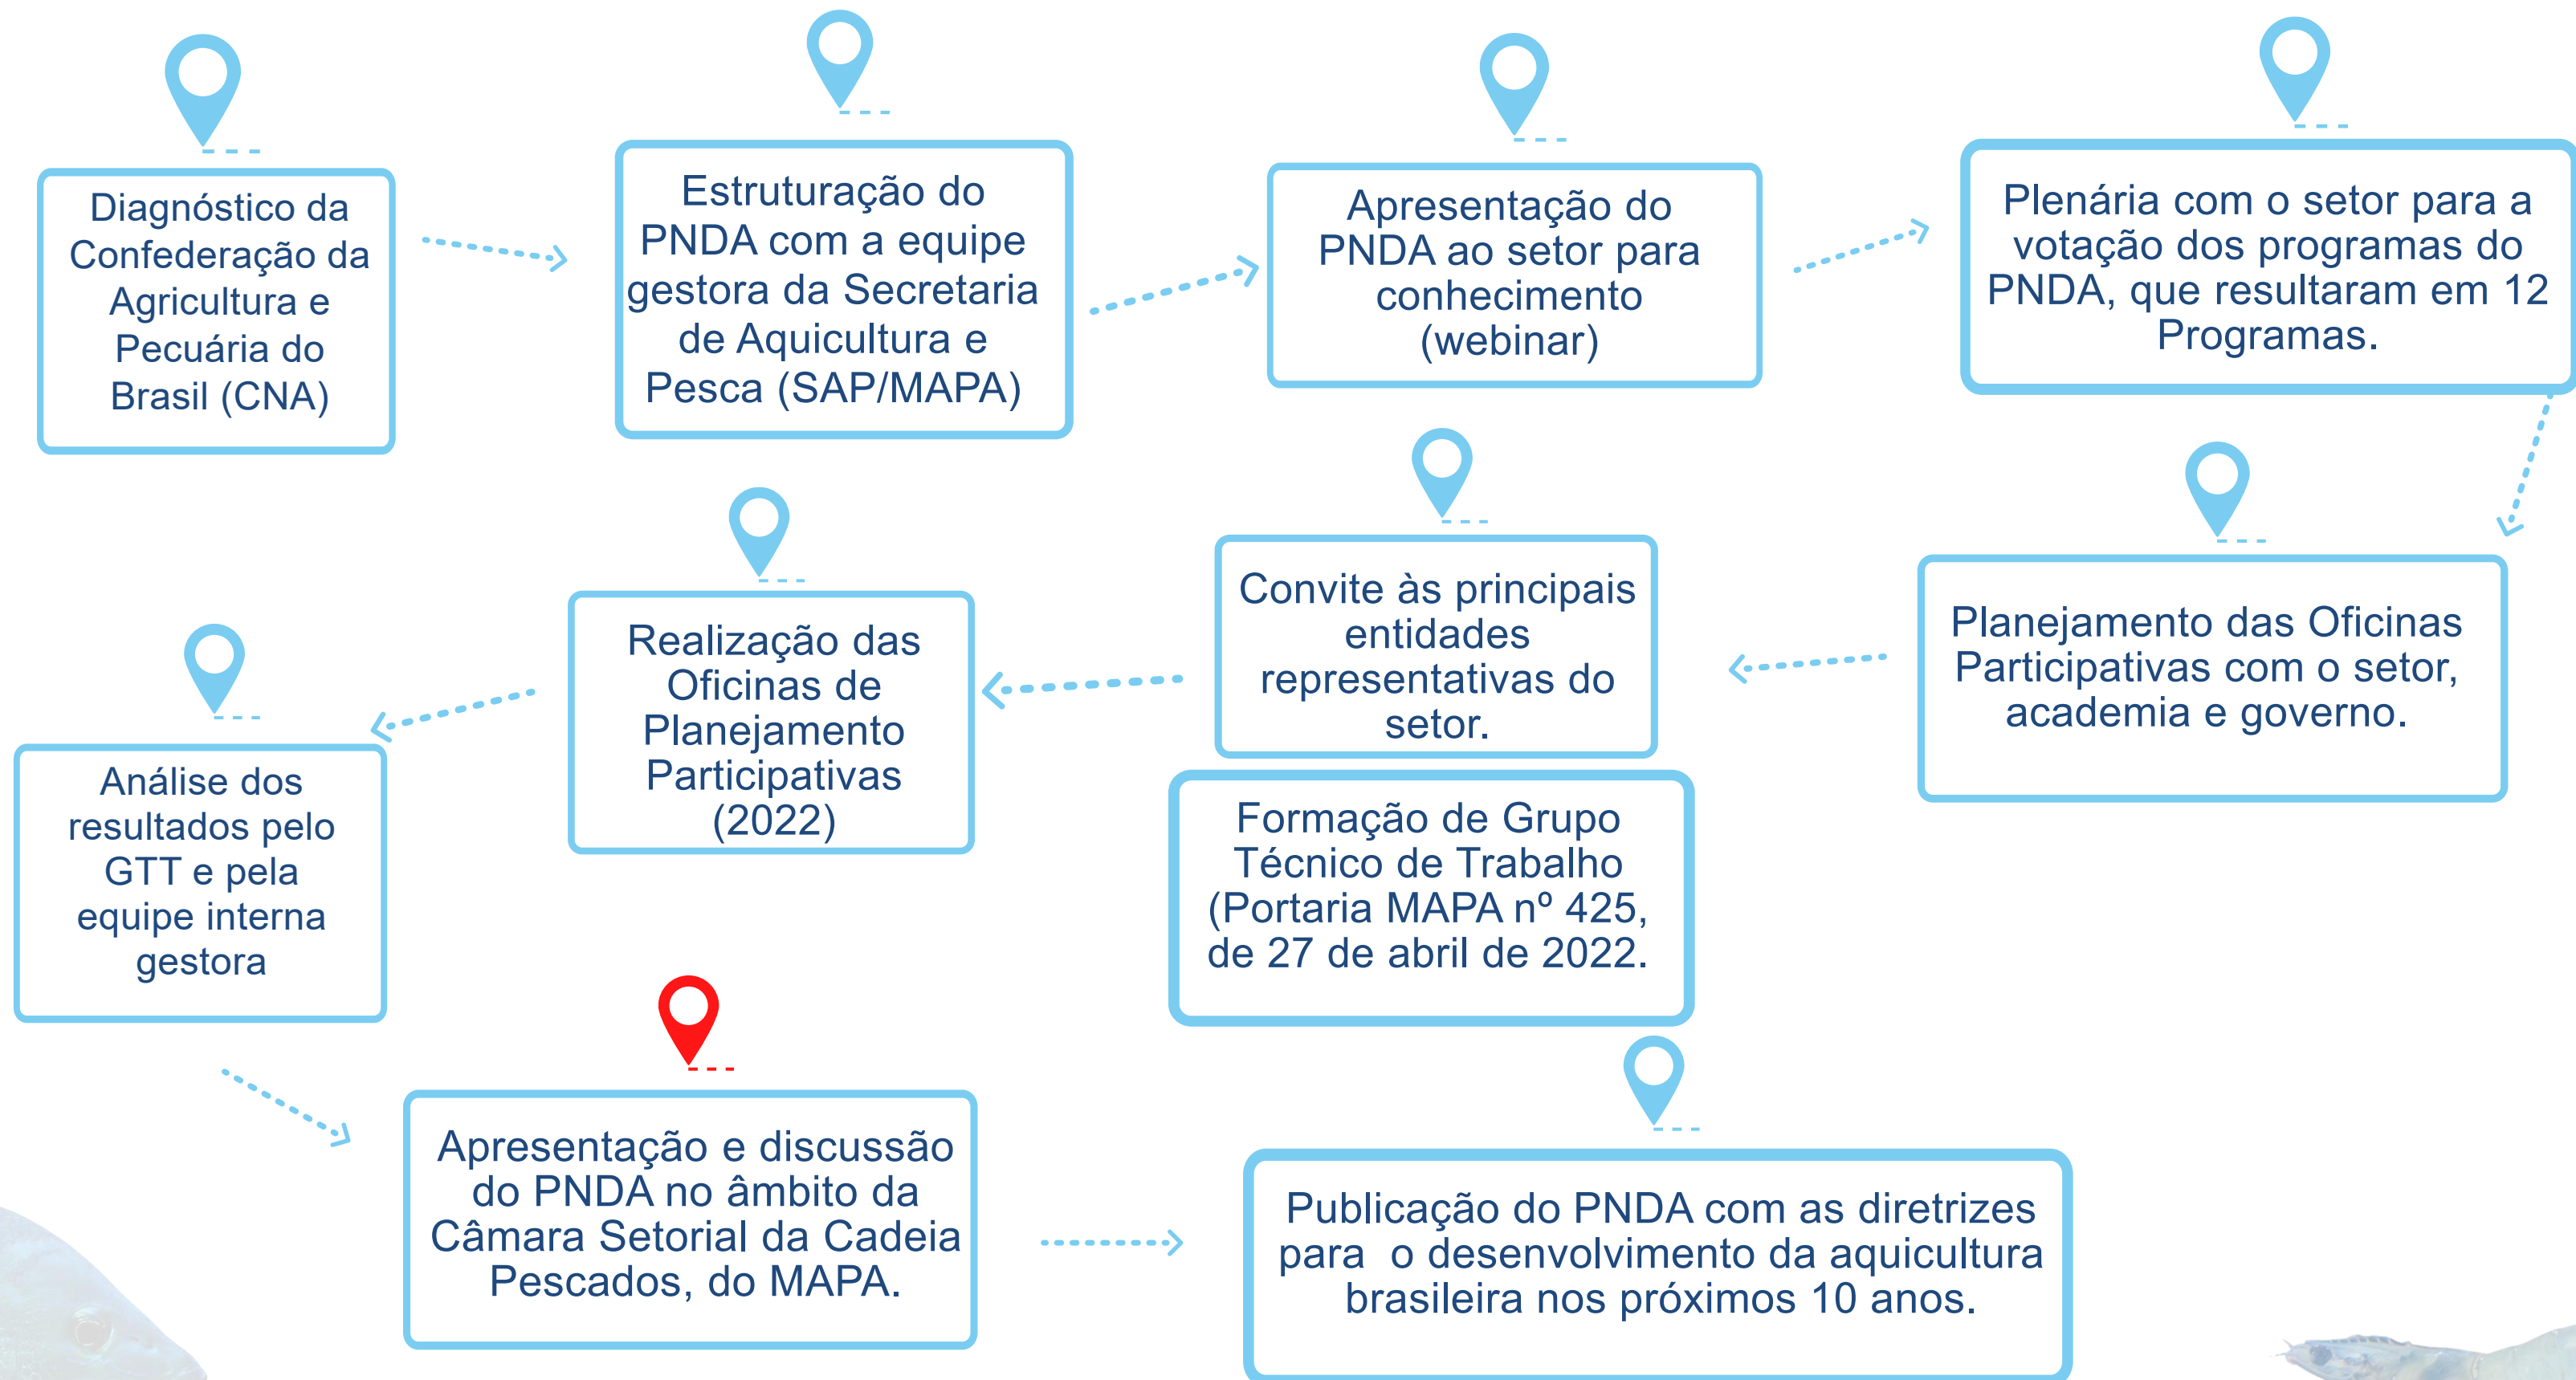 Diagnóstico da
Confederação da
Agricultura e
Pecuária do
Brasil (CNA)
Estruturação do
PNDA com a equipe
gestora da Secretaria
de Aquicultura e
Pesca (SAP/MAPA)
Apresentação do
PNDA ao setor para
conhecimento
(webinar)
Plenária com o setor para a
votação dos programas do
PNDA, que resultaram em 12
Programas.
Planejamento das Oficinas
Participativas com o setor,
academia e governo.
Convite às principais
entidades
representativas do
setor.
Formação de Grupo
Técnico de Trabalho
(Portaria MAPA nº 425,
de 27 de abril de 2022.
Realização das
Oficinas de
Planejamento
Participativas
(2022)
Análise dos
resultados pelo
GTT e pela
equipe interna
gestora
Apresentação e discussão
do PNDA no âmbito da
Câmara Setorial da Cadeia
Pescados, do MAPA.
Publicação do PNDA com as diretrizes
para  o desenvolvimento da aquicultura
brasileira nos próximos 10 anos.